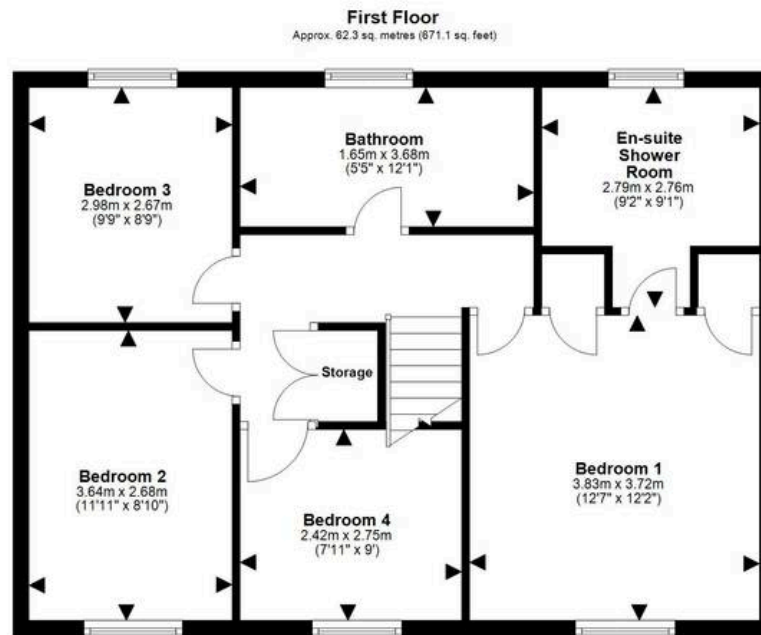 First Floor
Approx. 62.3 sq. metres (671.1 sq. feet)
Bedroom 3
2.98m x 2.67m
(9'9" x 8'9")
Bathroom
1.65m x 3.68m
(5'5" x 12'1")
En-suite
Shower
Room
2.79m x 2.76m
(9'2" x 9'1")
Storage
Bedroom 2
3.64m x 2.68m
(11'11" x 8'10")
Bedroom 4
2.42m x 2.75m
(7'11" x 9')
Bedroom 1
3.83m x 3.72m
(12'7" x 12'2")